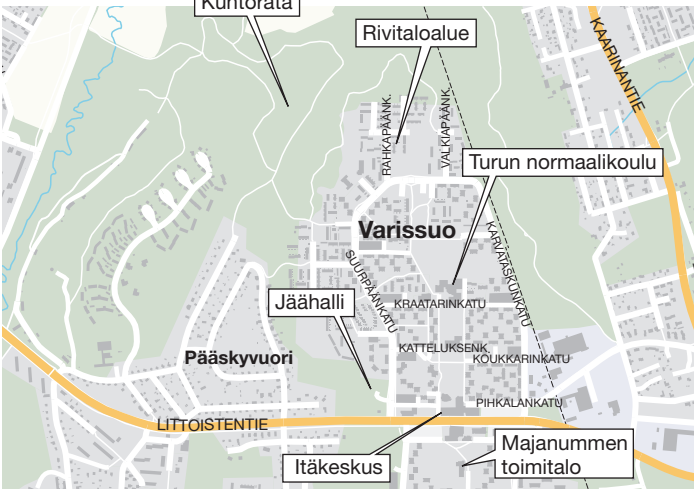 Kuntorata
Rivitaloalue
KAARINANTIE
RAHKAPÄÄNK.
VALKIAPÄÄNK.
Turun normaalikoulu
Varissuo
KARVATASKUNKATU
SUURPÄÄNKATU
Jäähalli
KRAATARINKATU
KATTELUKSENK.
KOUKKARINKATU
Pääskyvuori
PIHKALANKATU
LITTOISTENTIE
Itäkeskus
Majanummen
toimitalo